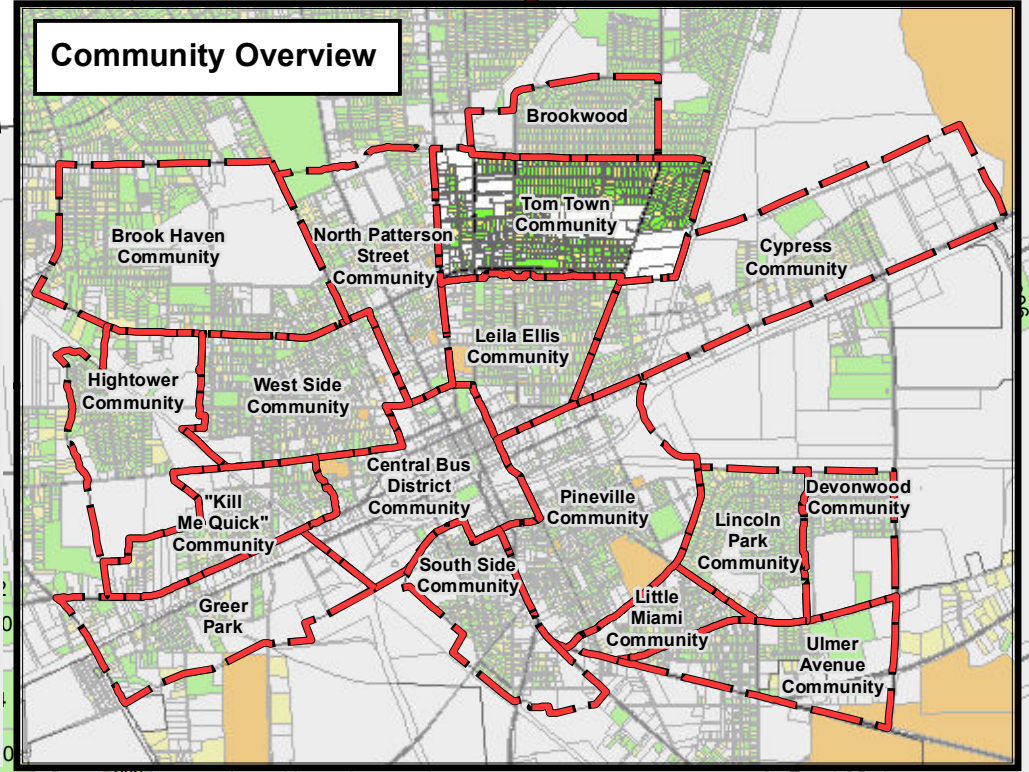 Community Overview
Brookwood
Tom Town
Community
Brook Haven
Community
North Patterson
Street
Community
Cypress
Community
Leila Ellis
Community
Hightower
Community
West Side
Community
Central Bus
District
Community
"Kill
Me Quick"
Community
Pineville
Community
Devonwood
Community
Lincoln
Park
Community
South Side
Community
Greer
Park
Little
Miami
Community
Ulmer
Avenue
Community